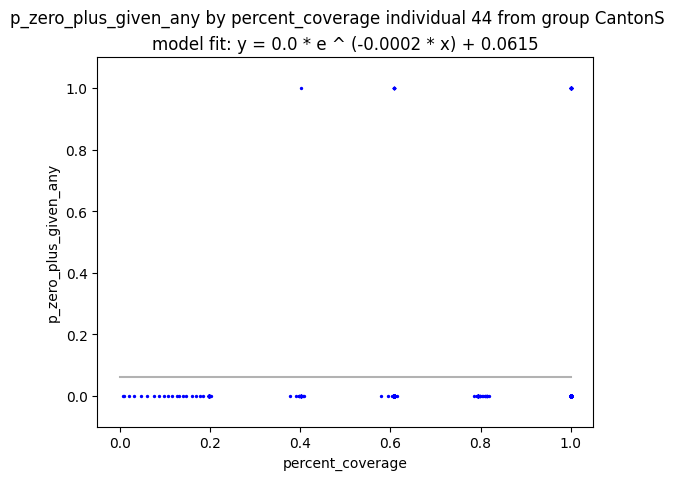 p_zero_plus_given_any by percent_coverage individual 44 from group CantonS
model fit: y = 0.0 * e ^ (-0.0002 * x) + 0.0615
1.0
0.8
0.6
0.4
0.2
0.0
p_zero_plus_given_any
0.0 0.2 0.4 0.6 0.8 1.0
percent_coverage